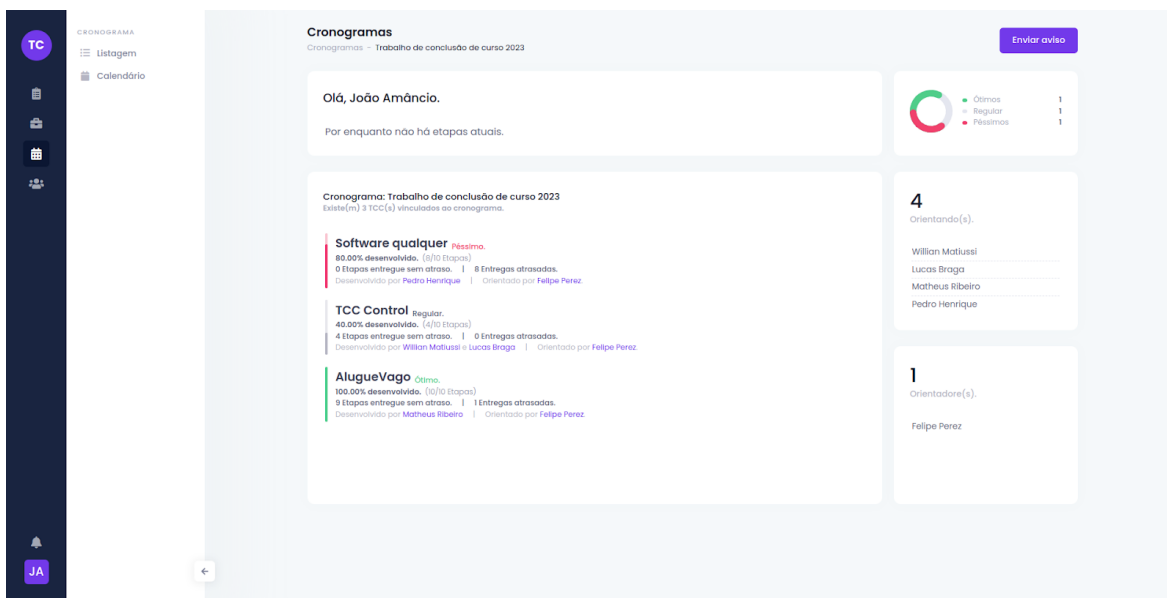 TC
CRONOGRAMA
Listagem
Calendário
JA
Cronogramas
Cronogramas - Trabalho de conclusão de curso 2023
Enviar aviso
Olá, João Amâncio.
Por enquanto não há etapas atuais.
Ótimos 1
Regular 1
Péssimos 1
Cronograma: Trabalho de conclusão de curso 2023
Existe(m) 3 TCC(s) vinculados ao cronograma.
Software qualquer Péssimo.
80.00% desenvolvido. (8/10 Etapas)
0 Etapas entregue sem atraso. | 8 Entregas atrasadas.
Desenvolvido por Pedro Henrique | Orientado por Felipe Perez.
TCC Control Regular.
40.00% desenvolvido. (4/10 Etapas)
4 Etapas entregue sem atraso. | 0 Entregas atrasadas.
Desenvolvido por Willian Matiussi e Lucas Braga | Orientado por Felipe Perez.
AlugueVago Ótimo.
100.00% desenvolvido. (10/10 Etapas)
9 Etapas entregue sem atraso. | 1 Entregas atrasadas.
Desenvolvido por Matheus Ribeiro | Orientado por Felipe Perez.
4
Orientando(s).
Willian Matiussi
Lucas Braga
Matheus Ribeiro
Pedro Henrique
1
Orientadore(s).
Felipe Perez